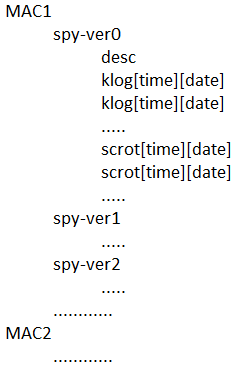 MAC1
spy-ver0
desc
klog[time][date]
klog[time][date]
.....
scrot[time][date]
scrot[time][date]
.....
spy-ver1
.....
spy-ver2
.....
............
MAC2
............